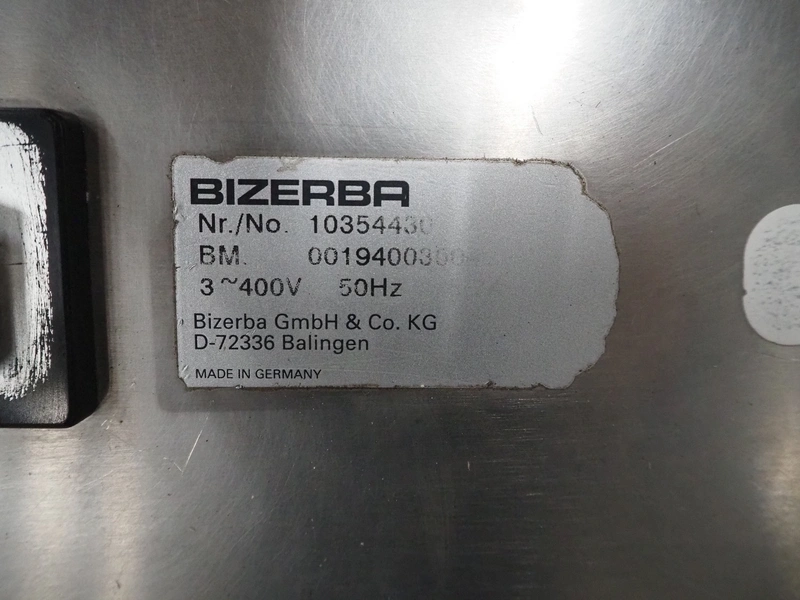 BIZERBA
Nr./No. 10354430
BM.
3~400V 50Hz
Bizerba GmbH & Co. KG
D-72336 Balingen
MADE IN GERMANY